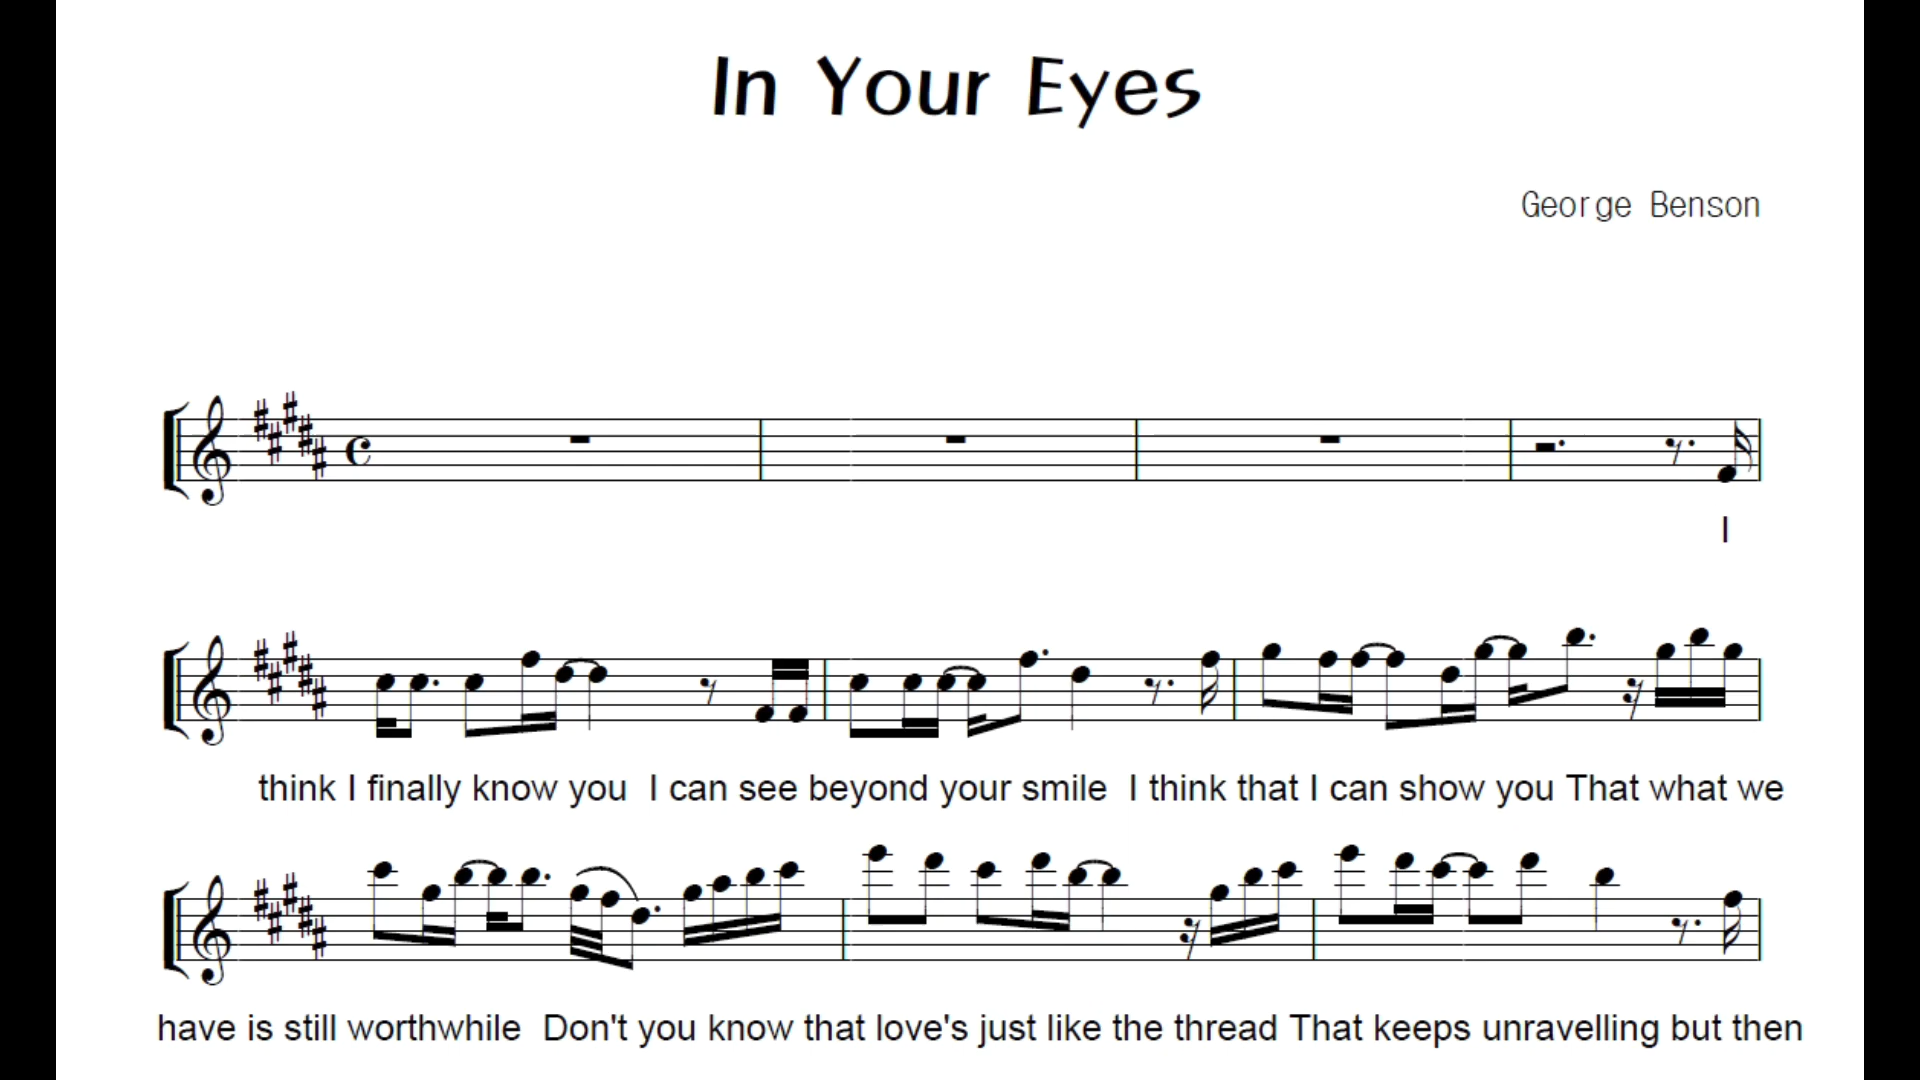 In Your Eyes
George Benson
I
think I finally know you I can see beyond your smile I think that I can show you That what we
have is still worthwhile Don't you know that love's just like the thread That keeps unravelling but then